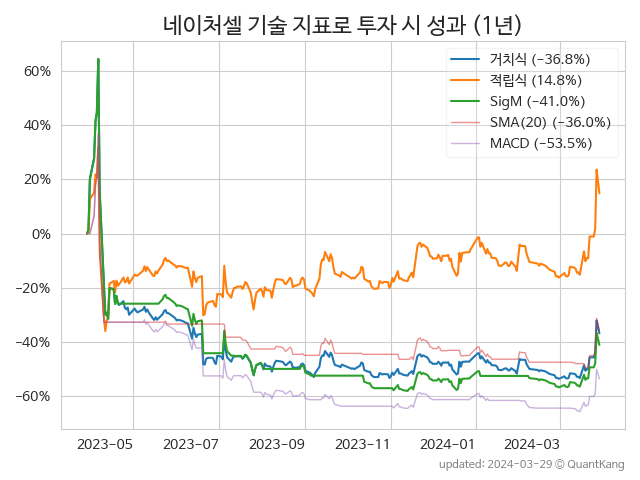 네이처셀 기술 지표로 투자 시 성과 (1년)
거치식 (−36.8%)
적립식 (14.8%)
SigM (−41.0%)
SMA(20) (−36.0%)
MACD (−53.5%)
60%
40%
20%
0%
−20%
−40%
−60%
2023-05 2023-07 2023-09 2023-11 2024-01 2024-03
updated: 2024-03-29 © QuantKang